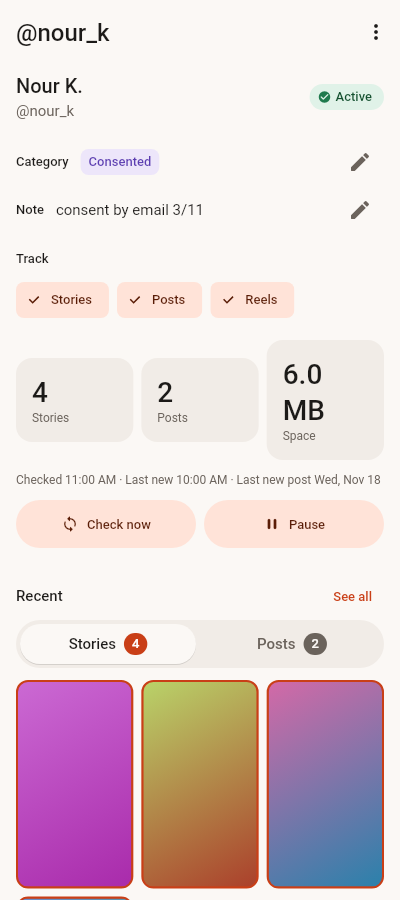 @nour_k
Nour K.
@nour_k
Active
Category Consented
Note consent by email 3/11
Track
Stories Posts Reels
4
Stories
2
Posts
6.0
MB
Space
Checked 11:00 AM · Last new 10:00 AM · Last new post Wed, Nov 18
Check now Pause
Recent See all
Stories 4 Posts 2